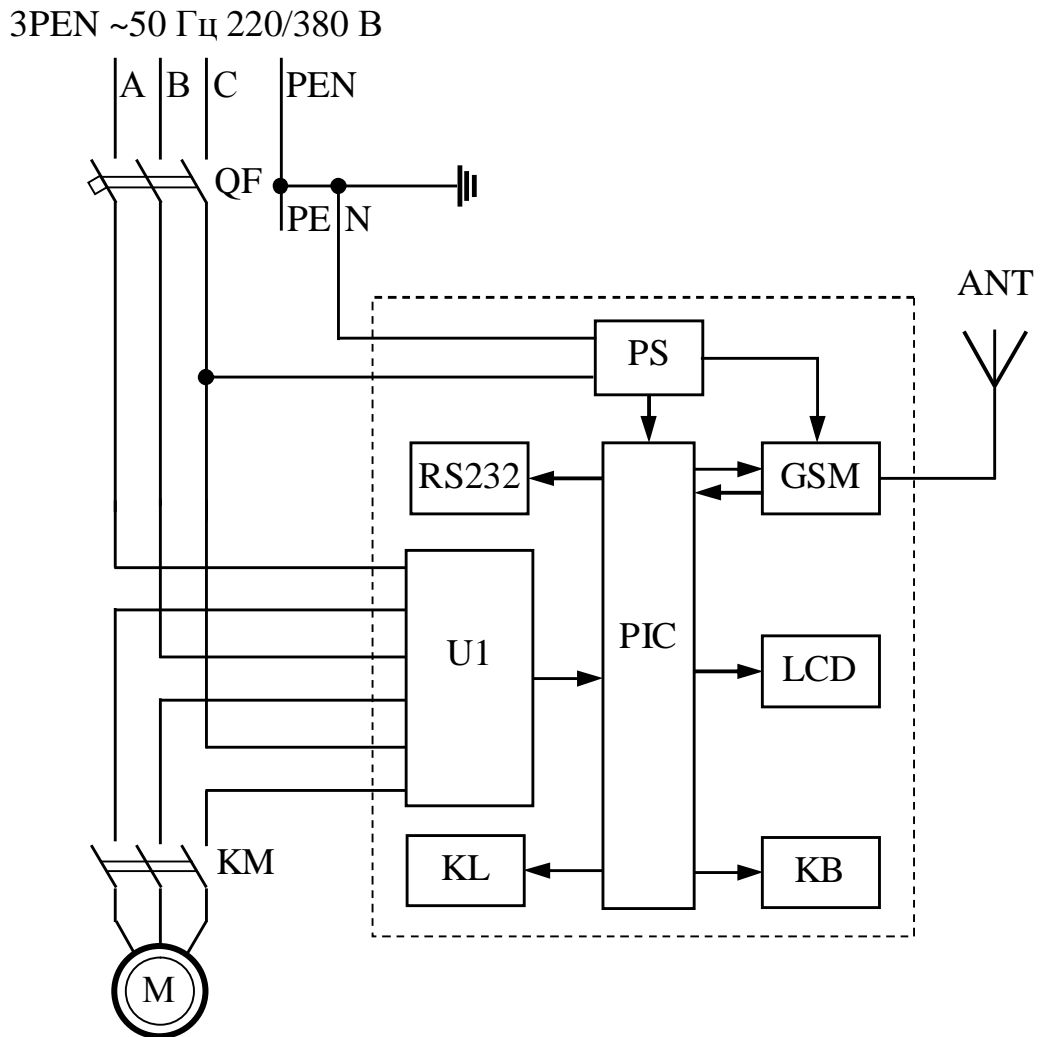 3PEN ~50 Гц 220/380 В
A B C PEN
QF
PE N
ANT
PS
RS232 GSM
U1 PIC LCD
KM KL KB
M